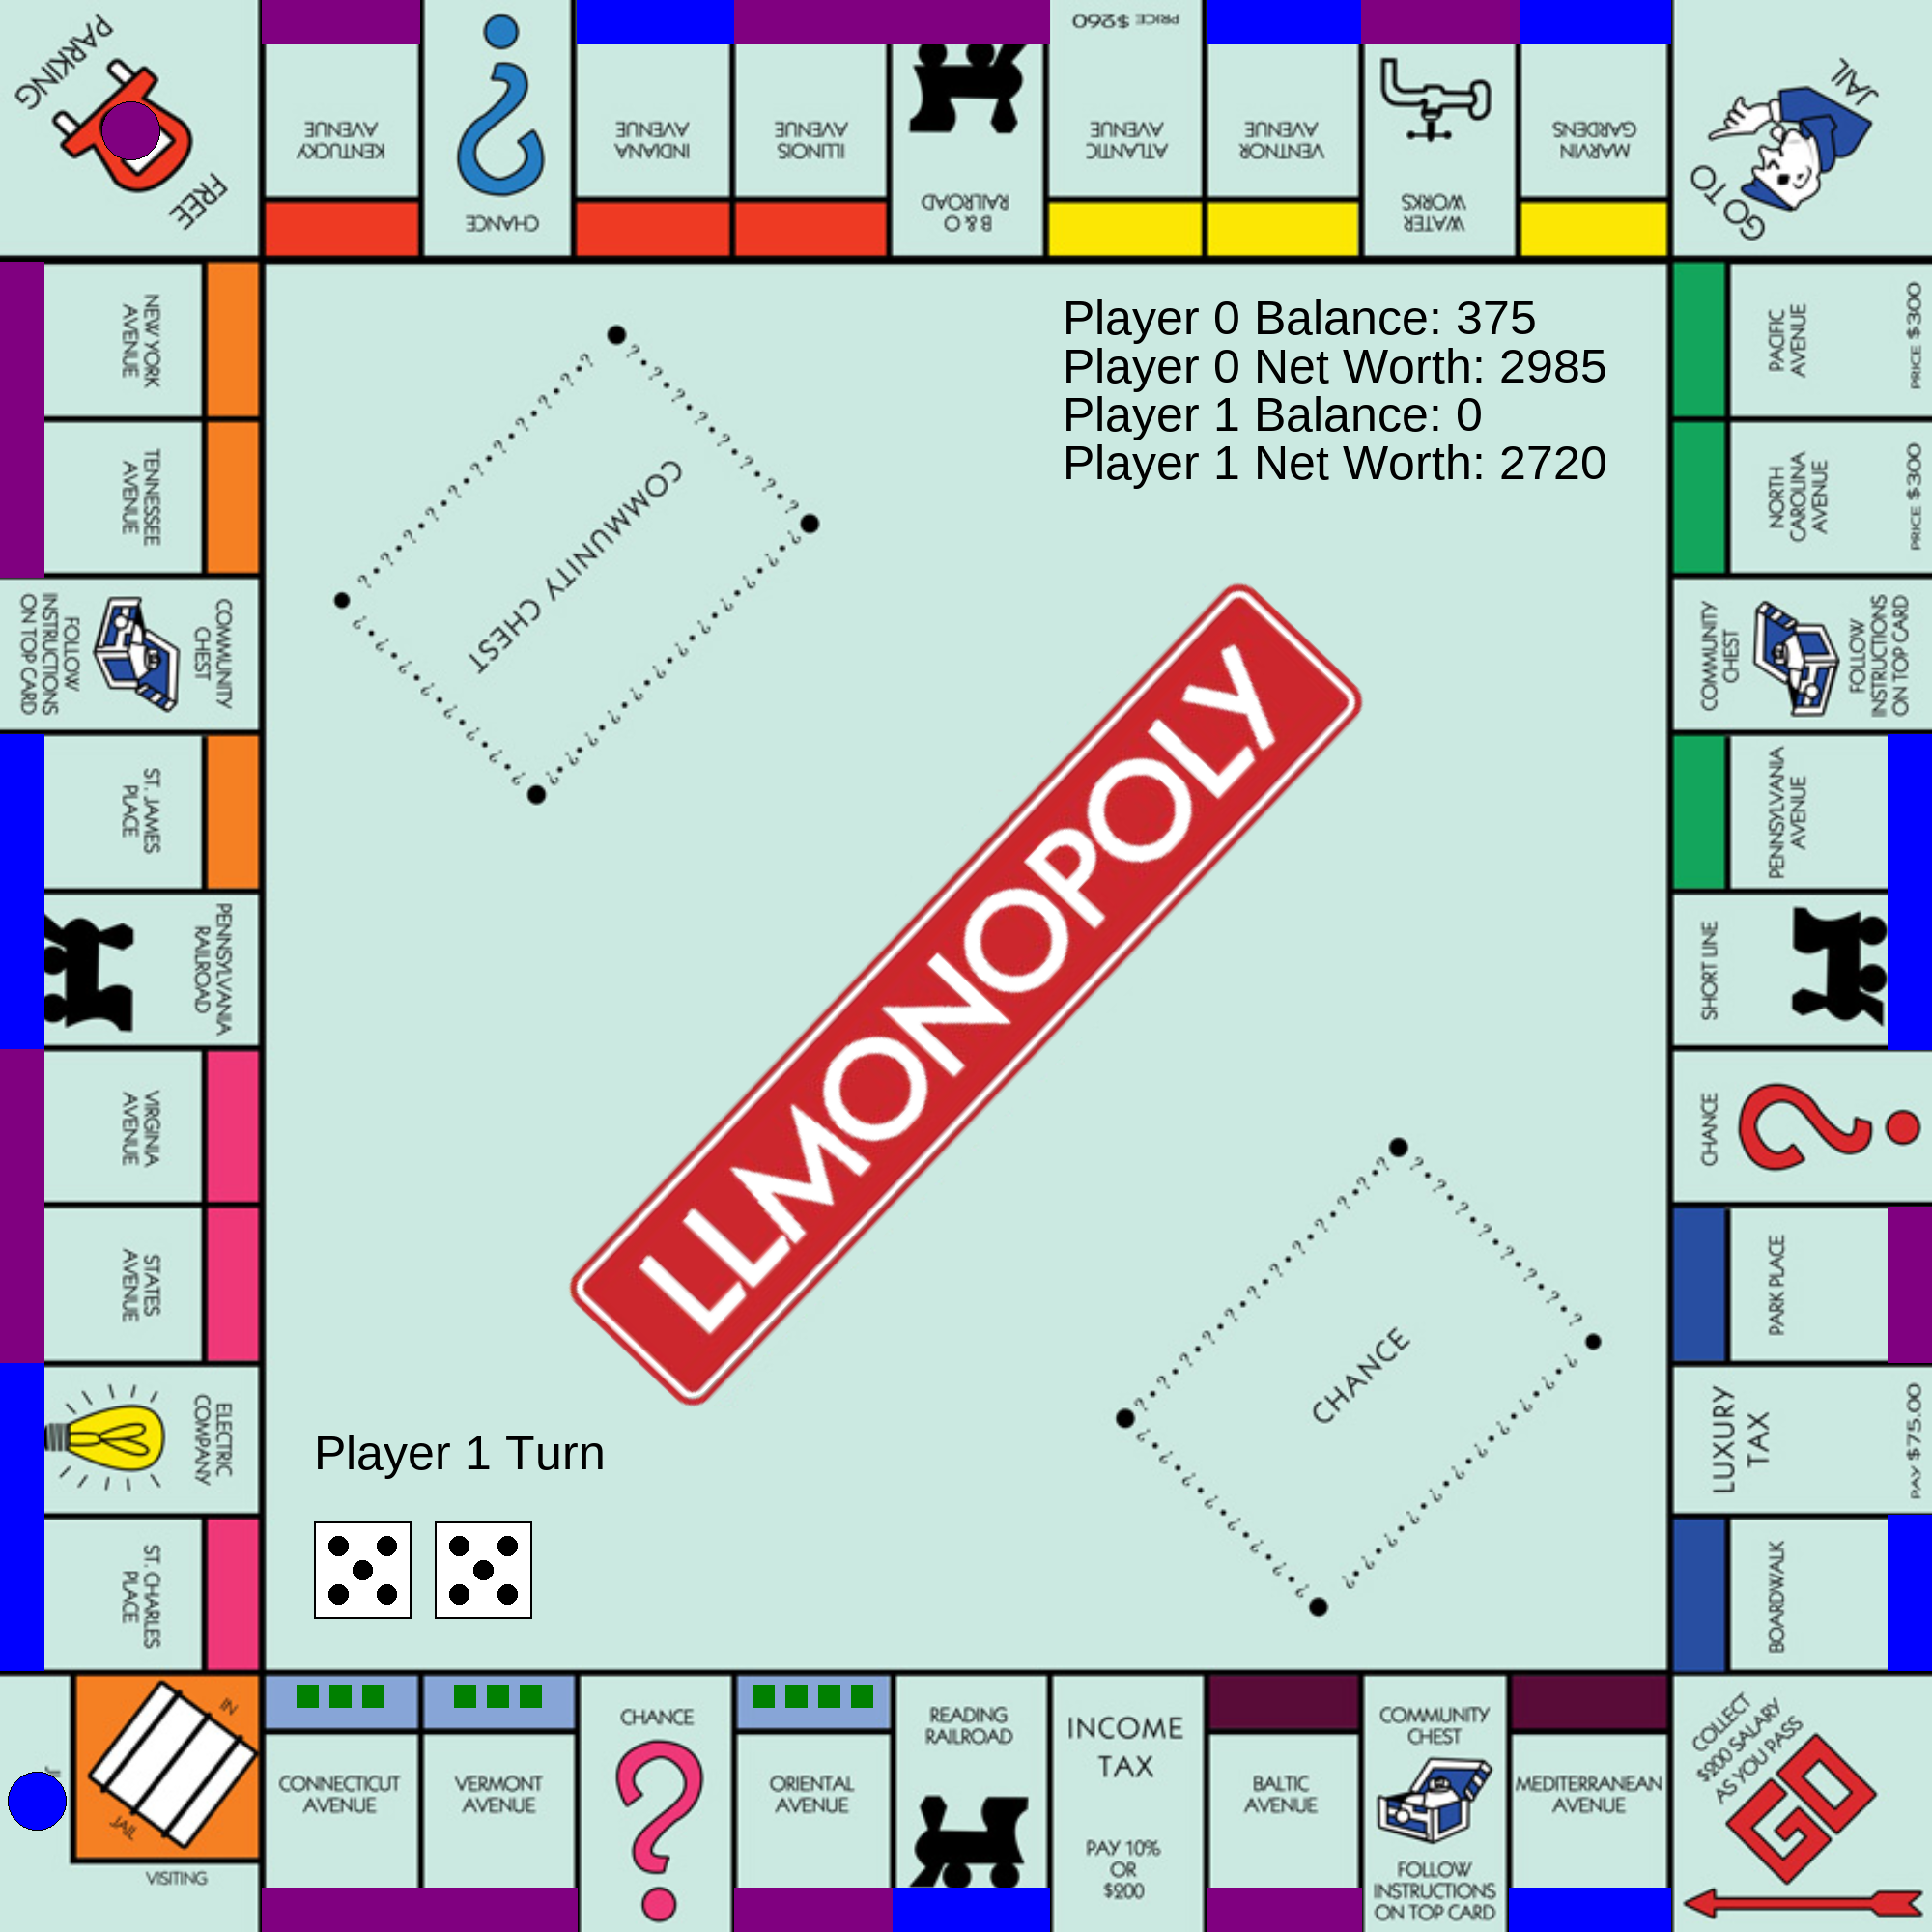 PARKING
FREE
KENTUCKY
AVENUE
CHANCE
INDIANA
AVENUE
ILLINOIS
AVENUE
B & O
RAILROAD
ATLANTIC
AVENUE
PRICE $260
VENTNOR
AVENUE
WATER
WORKS
MARVIN
GARDENS
GO TO
JAIL
NEW YORK
AVENUE
TENNESSEE
AVENUE
COMMUNITY
CHEST
FOLLOW
INSTRUCTIONS
ON TOP CARD
ST. JAMES
PLACE
PENNSYLVANIA
RAILROAD
VIRGINIA
AVENUE
STATES
AVENUE
ELECTRIC
COMPANY
ST. CHARLES
PLACE
Player 0 Balance: 375
Player 0 Net Worth: 2985
Player 1 Balance: 0
Player 1 Net Worth: 2720
COMMUNITY CHEST
LLMONOPOLY
CHANCE
Player 1 Turn
PACIFIC
AVENUE
PRICE $300
NORTH
CAROLINA
AVENUE
PRICE $300
COMMUNITY
CHEST
FOLLOW
INSTRUCTIONS
ON TOP CARD
PENNSYLVANIA
AVENUE
SHORT LINE
CHANCE
PARK PLACE
LUXURY
TAX
PAY $75.00
BOARDWALK
IN
JAIL
VISITING
CONNECTICUT
AVENUE
VERMONT
AVENUE
CHANCE
ORIENTAL
AVENUE
READING
RAILROAD
INCOME
TAX
PAY 10%
OR
$200
BALTIC
AVENUE
COMMUNITY
CHEST
FOLLOW
INSTRUCTIONS
ON TOP CARD
MEDITERRANEAN
AVENUE
COLLECT
$200 SALARY
AS YOU PASS
GO